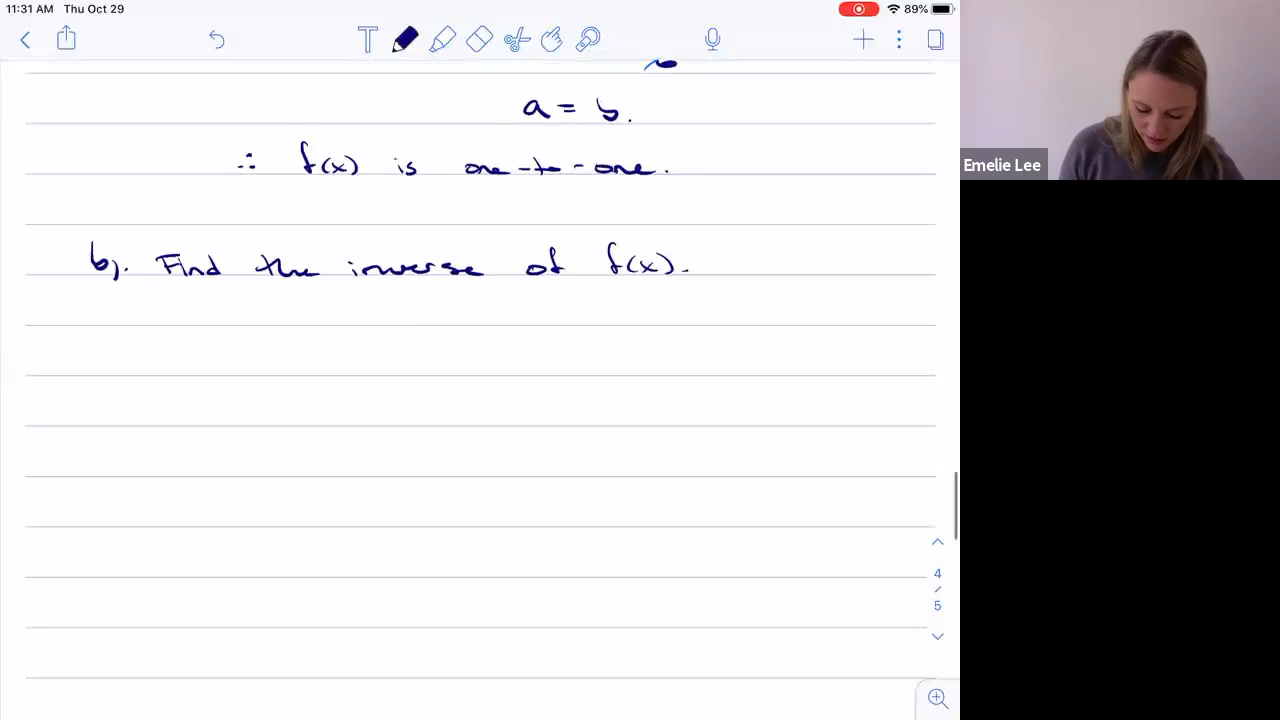 11:31 AM Thu Oct 29
89%
T
a = b.
∴ f(x) is one-to-one.
b). Find the inverse of f(x).
4
/
5
Emelie Lee